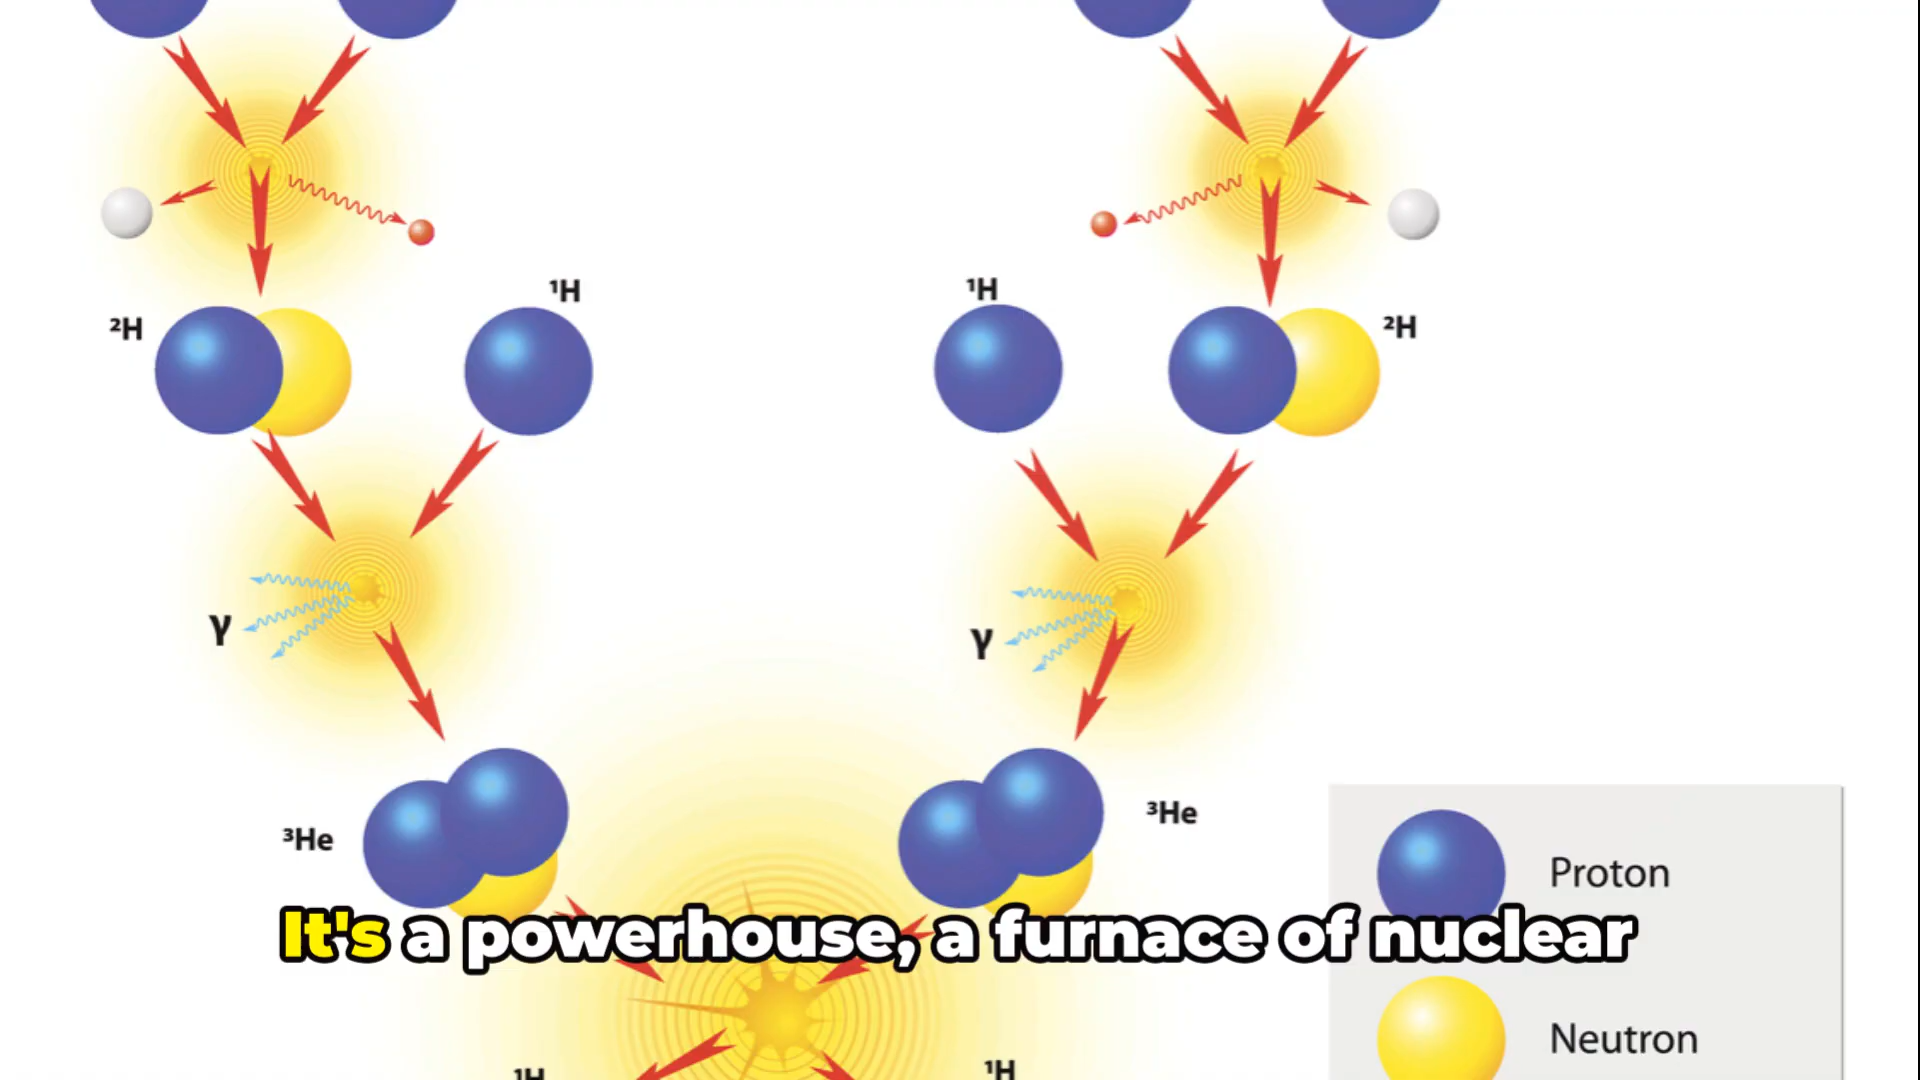 ¹H
¹H
²H
²H
γ
γ
³He
³He
Proton
It's a powerhouse, a furnace of nuclear
Neutron
¹H
¹H